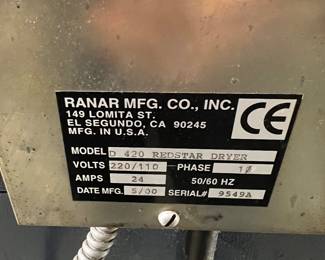 RANAR MFG. CO., INC.
149 LOMITA ST.
EL SEGUNDO, CA 90245
MFG. IN U.S.A.
CE
MODEL D 420 REDSTAR DRYER
VOLTS 220/110 PHASE 1Ø
AMPS 24 50/60 HZ
DATE MFG. 5/00 SERIAL# 9549A